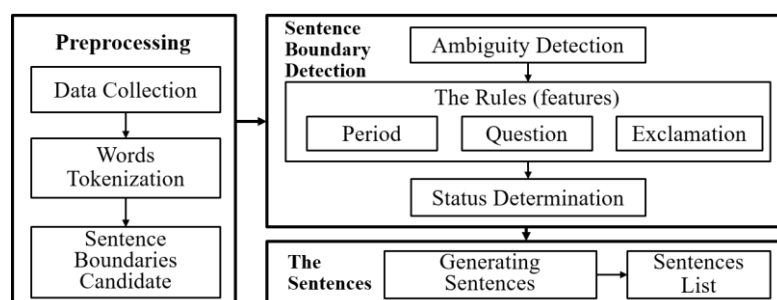 Preprocessing
Data Collection
Words
Tokenization
Sentence
Boundaries
Candidate
Sentence
Boundary
Detection
Ambiguity Detection
The Rules (features)
Period
Question
Exclamation
Status Determination
The
Sentences
Generating
Sentences
Sentences
List